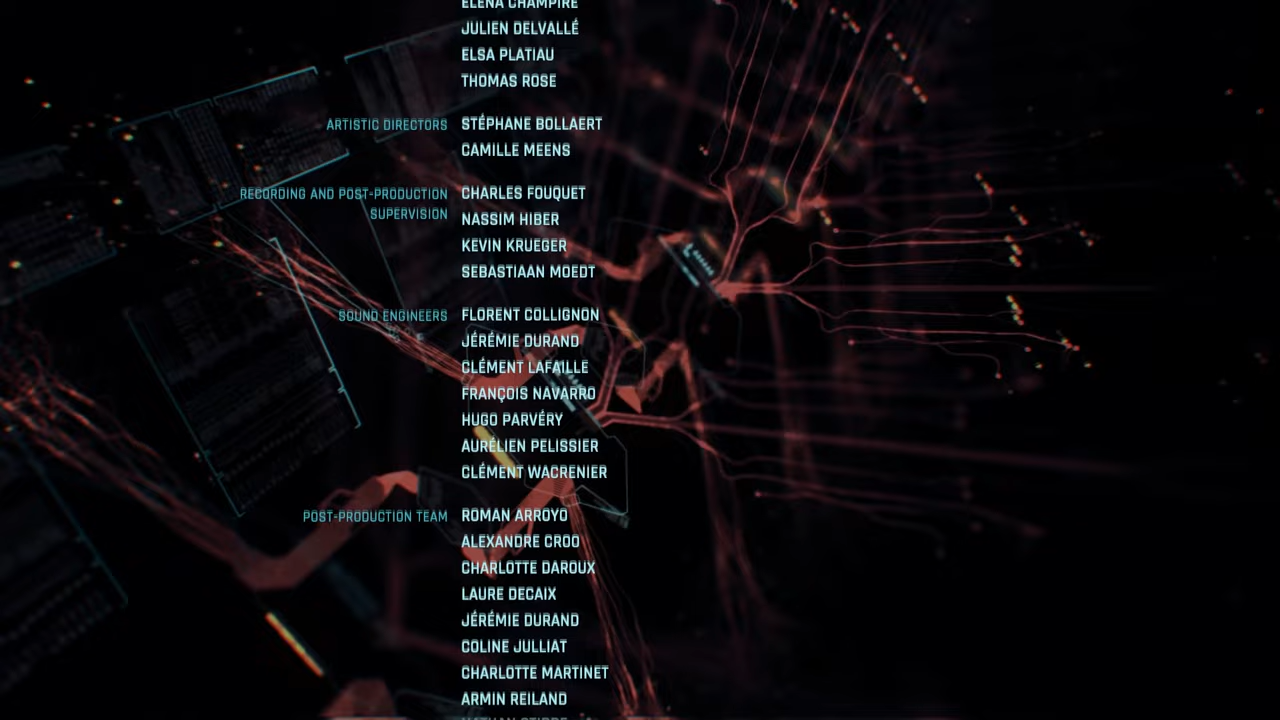 ELENA CHAMPIRE
JULIEN DELVALLÉ
ELSA PLATIAU
THOMAS ROSE
ARTISTIC DIRECTORS STÉPHANE BOLLAERT
CAMILLE MEENS
RECORDING AND POST-PRODUCTION SUPERVISION CHARLES FOUQUET
NASSIM HIBER
KEVIN KRUEGER
SEBASTIAAN MOEDT
SOUND ENGINEERS FLORENT COLLIGNON
JÉRÉMIE DURAND
CLÉMENT LAFAILLE
FRANÇOIS NAVARRO
HUGO PARVÉRY
AURÉLIEN PELISSIER
CLÉMENT WACRENIER
POST-PRODUCTION TEAM ROMAN ARROYO
ALEXANDRE CROO
CHARLOTTE DAROUX
LAURE DECAIX
JÉRÉMIE DURAND
COLINE JULLIAT
CHARLOTTE MARTINET
ARMIN REILAND